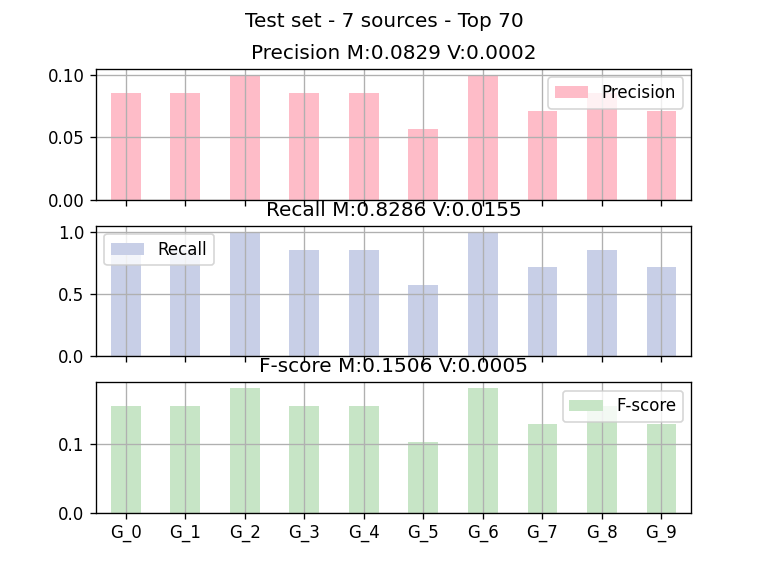 Test set - 7 sources - Top 70
Precision M:0.0829 V:0.0002
0.10
0.05
0.00
Precision
Recall M:0.8286 V:0.0155
1.0
0.5
0.0
Recall
F-score M:0.1506 V:0.0005
0.1
0.0
F-score
G_0 G_1 G_2 G_3 G_4 G_5 G_6 G_7 G_8 G_9